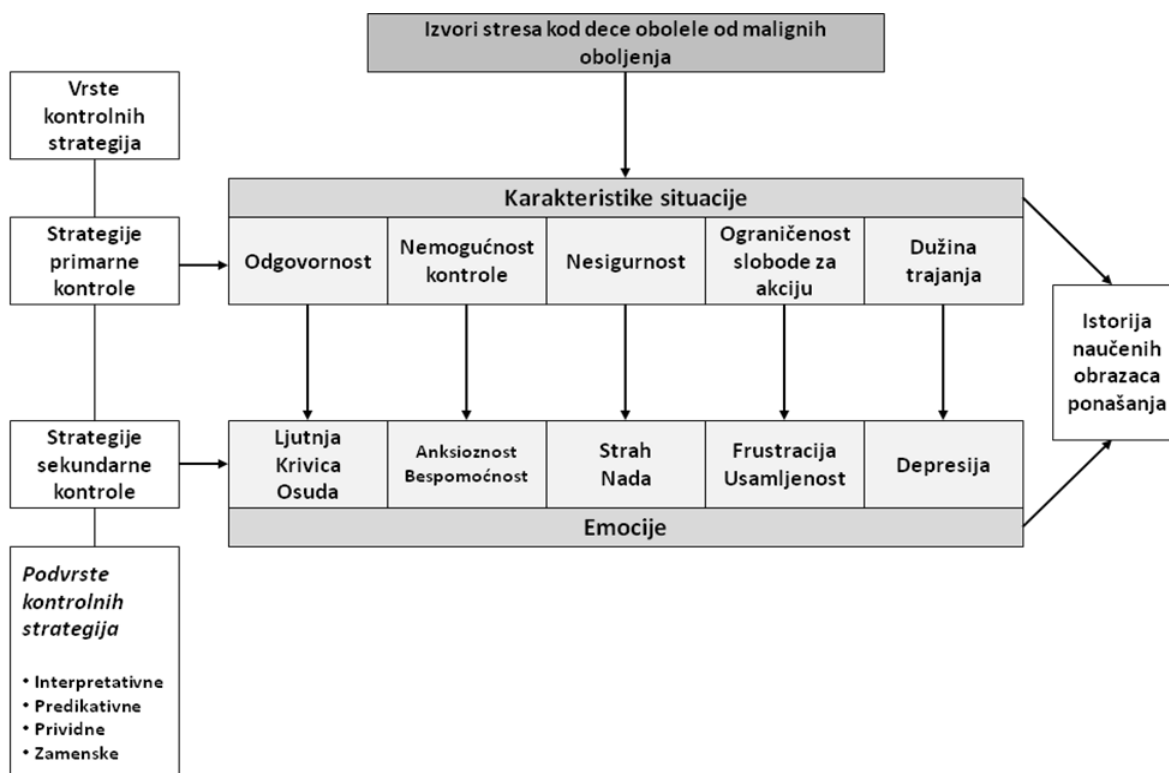 Izvori stresa kod dece obolele od malignih
oboljenja
Vrste
kontrolnih
strategija
Karakteristike situacije
Strategije
primarne
kontrole
Odgovornost
Nemogućnost
kontrole
Nesigurnost
Ograničenost
slobode za
akciju
Dužina
trajanja
Istorija
naučenih
obrazaca
ponašanja
Strategije
sekundarne
kontrole
Ljutnja
Krivica
Osuda
Anksioznost
Bespomoćnost
Strah
Nada
Frustracija
Usamljenost
Depresija
Emocije
Podvrste
kontrolnih
strategija
• Interpretativne
• Predikativne
• Prividne
• Zamenske